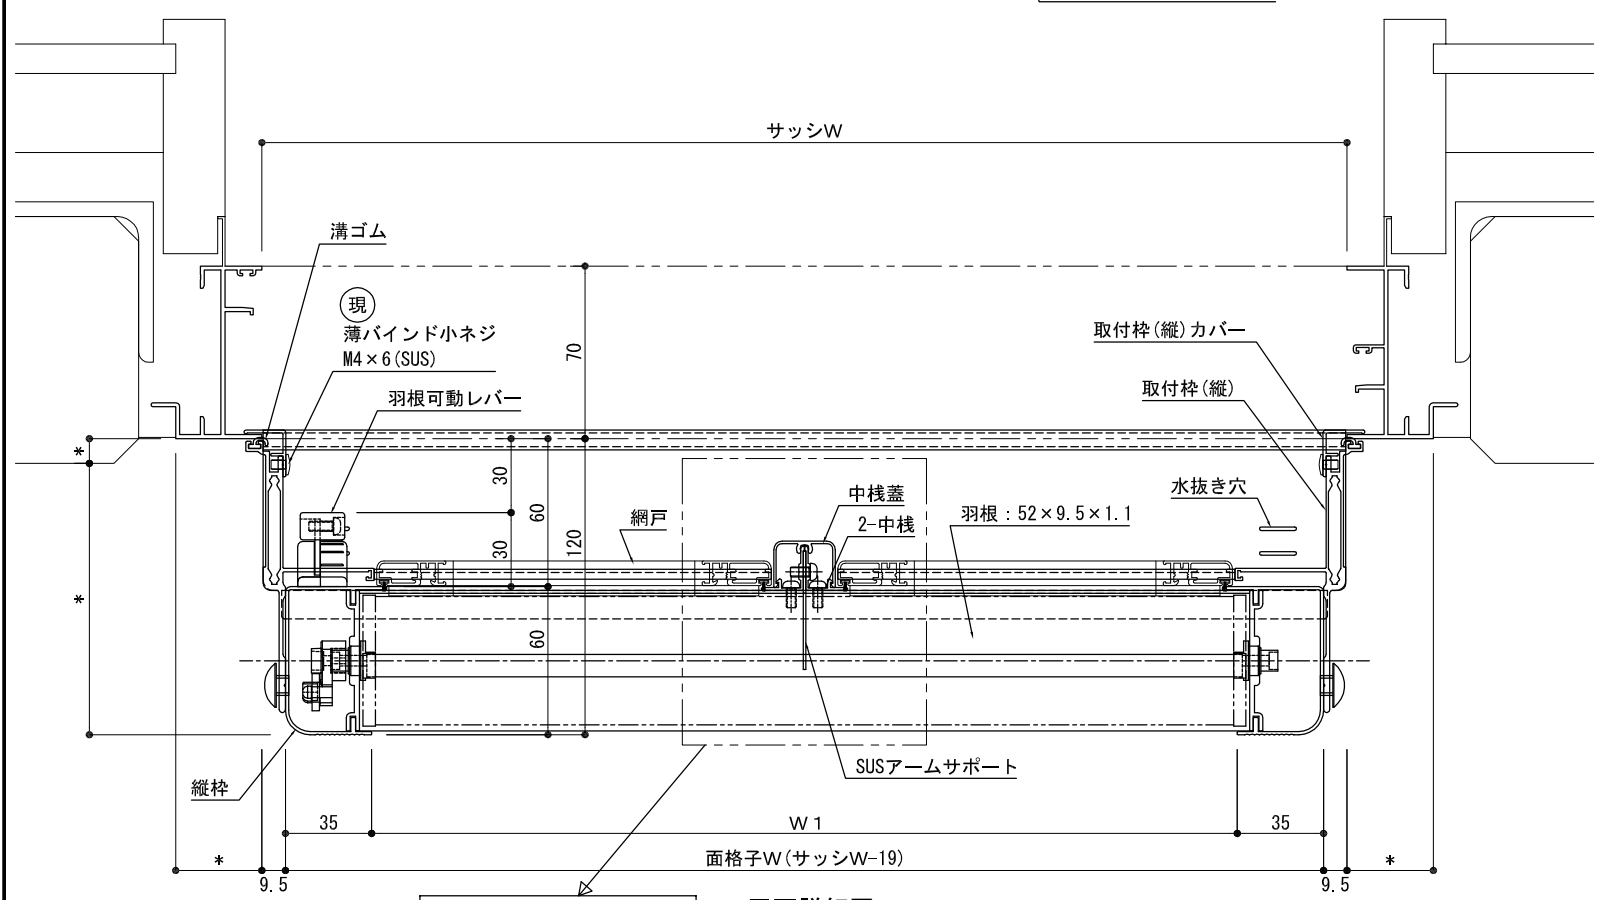 サッシW
溝ゴム
現
薄バインド小ネジ
M4×6(SUS)
羽根可動レバー
70
取付枠(縦)カバー
取付枠(縦)
*
30
60
120
30
網戸
中桟蓋
2-中桟
羽根：52×9.5×1.1
水抜き穴
*
60
SUSアームサポート
縦枠
35
W1
35
*
面格子W(サッシW-19)
*
9.5
9.5